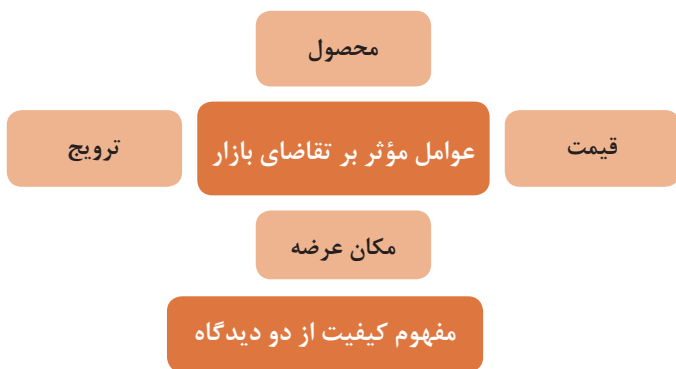 محصول
قیمت
عوامل مؤثر بر تقاضای بازار
ترویج
مکان عرضه
مفهوم کیفیت از دو دیدگاه